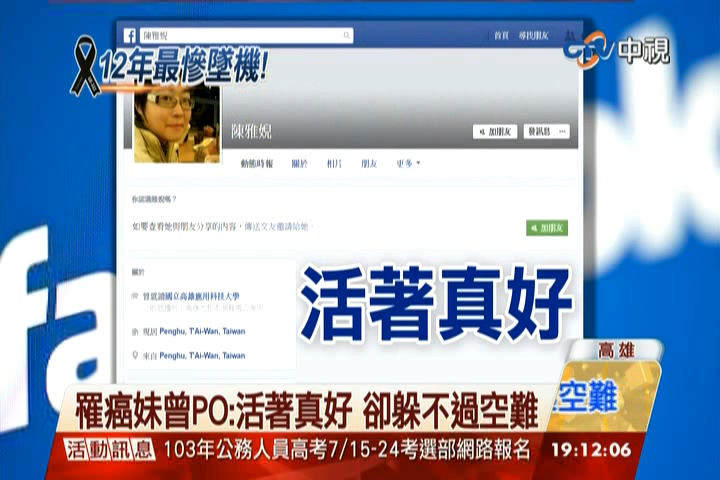 陳雅婗
首頁 尋找朋友
中視
12年最慘墜機!
陳雅婗
加朋友
發訊息
動態時報 關於 相片 朋友 更多
你認識雅婗嗎?
如要查看她與朋友分享的內容,傳送交友邀請給她。
加朋友
關於
曾就讀國立高雄應用科技大學
現居 Penghu, T'Ai-Wan, Taiwan
來自 Penghu, T'Ai-Wan, Taiwan
活著真好
高雄
罹癌妹曾PO:活著真好 卻躲不過空難
空難
活動訊息 103年公務人員高考7/15-24考選部網路報名 19:12:06